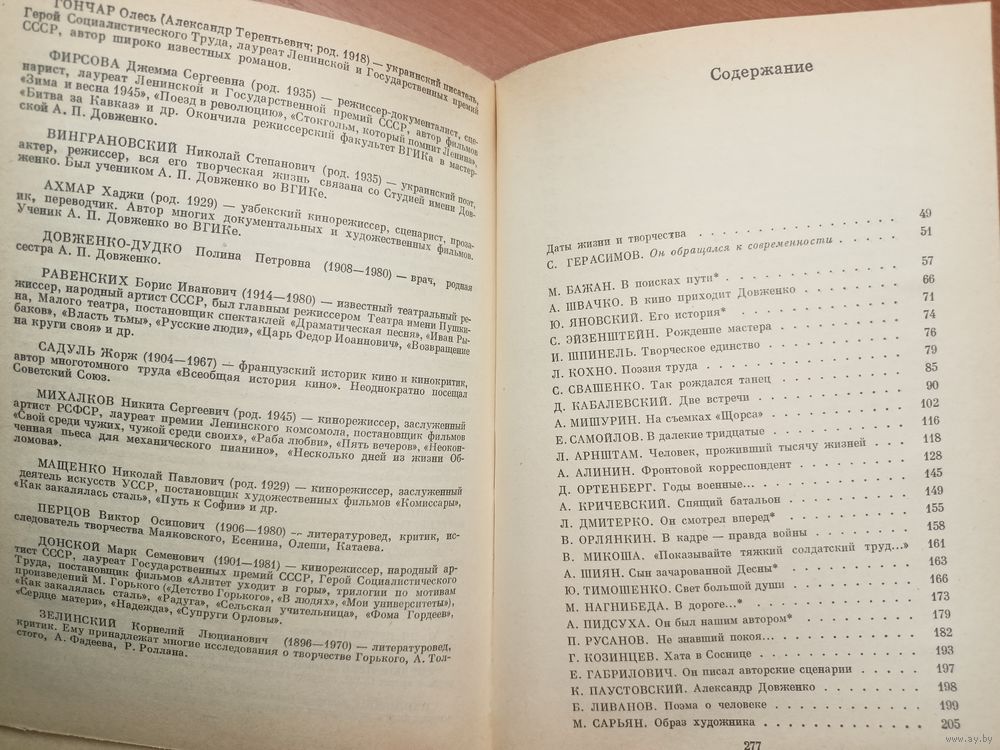 ГОНЧАР Олесь (Александр Терентьевич; род. 1918) — украинский писатель,
Герой Социалистического Труда, лауреат Ленинской и Государственных премий
СССР, автор широко известных романов.
ФИРСОВА Джемма Сергеевна (род. 1935) — режиссер-документалист, сце-
нарист, лауреат Ленинской и Государственной премий СССР, автор фильмов
«Зима и весна 1945», «Поезд в революцию», «Стокгольм, который помнит Ленина»,
«Битва за Кавказ» и др. Окончила режиссерский факультет ВГИКа в мастер-
ской А. П. Довженко.
ВИНГРАНОВСКИЙ Николай Степанович (род. 1935) — украинский поэт,
актер, режиссер, вся его творческая жизнь связана со Студией имени Дов-
женко. Был учеником А. П. Довженко во ВГИКе.
АХМАР Хаджи (род. 1929) — узбекский кинорежиссер, сценарист, проза-
ик, переводчик. Автор многих документальных и художественных фильмов.
Ученик А. П. Довженко во ВГИКе.
ДОВЖЕНКО-ДУДКО Полина Петровна (1908—1980) — врач, родная
сестра А. П. Довженко.
РАВЕНСКИХ Борис Иванович (1914—1980) — известный театральный ре-
жиссер, народный артист СССР, был главным режиссером Театра имени Пушки-
на, Малого театра, постановщик спектаклей «Драматическая песня», «Иван Ры-
баков», «Власть тьмы», «Русские люди», «Царь Федор Иоаннович», «Возвращение
на круги своя» и др.
САДУЛЬ Жорж (1904—1967) — французский историк кино и кинокритик,
автор многотомного труда «Всеобщая история кино». Неоднократно посещал
Советский Союз.
МИХАЛКОВ Никита Сергеевич (род. 1945) — кинорежиссер, заслуженный
артист РСФСР, лауреат премии Ленинского комсомола, постановщик фильмов
«Свой среди чужих, чужой среди своих», «Раба любви», «Пять вечеров», «Неокон-
ченная пьеса для механического пианино», «Несколько дней из жизни Об-
ломова».
МАЩЕНКО Николай Павлович (род. 1929) — кинорежиссер, заслуженный
деятель искусств УССР, постановщик художественных фильмов «Комиссары»,
«Как закалялась сталь», «Путь к Софии» и др.
ПЕРЦОВ Виктор Осипович (1906—1980) — литературовед, критик, ис-
следователь творчества Маяковского, Есенина, Олеши, Катаева.
ДОНСКОЙ Марк Семенович (1901—1981) — кинорежиссер, народный ар-
тист СССР, лауреат Государственных премий СССР, Герой Социалистического
Труда, постановщик фильмов «Алитет уходит в горы», трилогии по мотивам
произведений М. Горького («Детство Горького», «В людях», «Мои университеты»),
«Как закалялась сталь», «Радуга», «Сельская учительница», «Фома Гордеев»,
«Сердце матери», «Надежда», «Супруги Орловы».
ЗЕЛИНСКИЙ Корнелий Люцианович (1896—1970) — литературовед,
критик. Ему принадлежат многие исследования о творчестве Горького, А. Тол-
стого, А. Фадеева, Р. Роллана.
Содержание
Даты жизни и творчества . . . . . 49
С. ГЕРАСИМОВ. Он обращался к современности . . . . . 51
М. БАЖАН. В поисках пути* . . . . . 57
А. ШВАЧКО. В кино приходит Довженко . . . . . 66
Ю. ЯНОВСКИЙ. Его история* . . . . . 71
С. ЭЙЗЕНШТЕЙН. Рождение мастера . . . . . 74
И. ШПИНЕЛЬ. Творческое единство . . . . . 76
Л. КОХНО. Поэзия труда . . . . . 79
С. СВАШЕНКО. Так рождался танец . . . . . 85
Д. КАБАЛЕВСКИЙ. Две встречи . . . . . 90
А. МИШУРИН. На съемках «Щорса» . . . . . 102
Е. САМОЙЛОВ. В далекие тридцатые . . . . . 116
Л. АРНШТАМ. Человек, проживший тысячу жизней . . . . . 118
А. АЛИНИН. Фронтовой корреспондент . . . . . 128
Д. ОРТЕНБЕРГ. Годы военные... . . . . . 145
А. КРИЧЕВСКИЙ. Спящий батальон . . . . . 149
Л. ДМИТЕРКО. Он смотрел вперед* . . . . . 155
В. ОРЛЯНКИН. В кадре — правда войны . . . . . 158
В. МИКОША. «Показывайте тяжкий солдатский труд...» . . . . . 161
А. ШИЯН. Сын зачарованной Десны* . . . . . 163
Ю. ТИМОШЕНКО. Свет большой души . . . . . 166
М. НАГНИБЕДА. В дороге...* . . . . . 173
А. ПИДСУХА. Он был нашим автором* . . . . . 179
П. РУСАНОВ. Не знавший покоя... . . . . . 182
Г. КОЗИНЦЕВ. Хата в Соснице . . . . . 193
Е. ГАБРИЛОВИЧ. Он писал авторские сценарии . . . . . 197
К. ПАУСТОВСКИЙ. Александр Довженко . . . . . 198
Б. ЛИВАНОВ. Поэма о человеке . . . . . 199
М. САРЬЯН. Образ художника . . . . . 205
277
www.ay.by